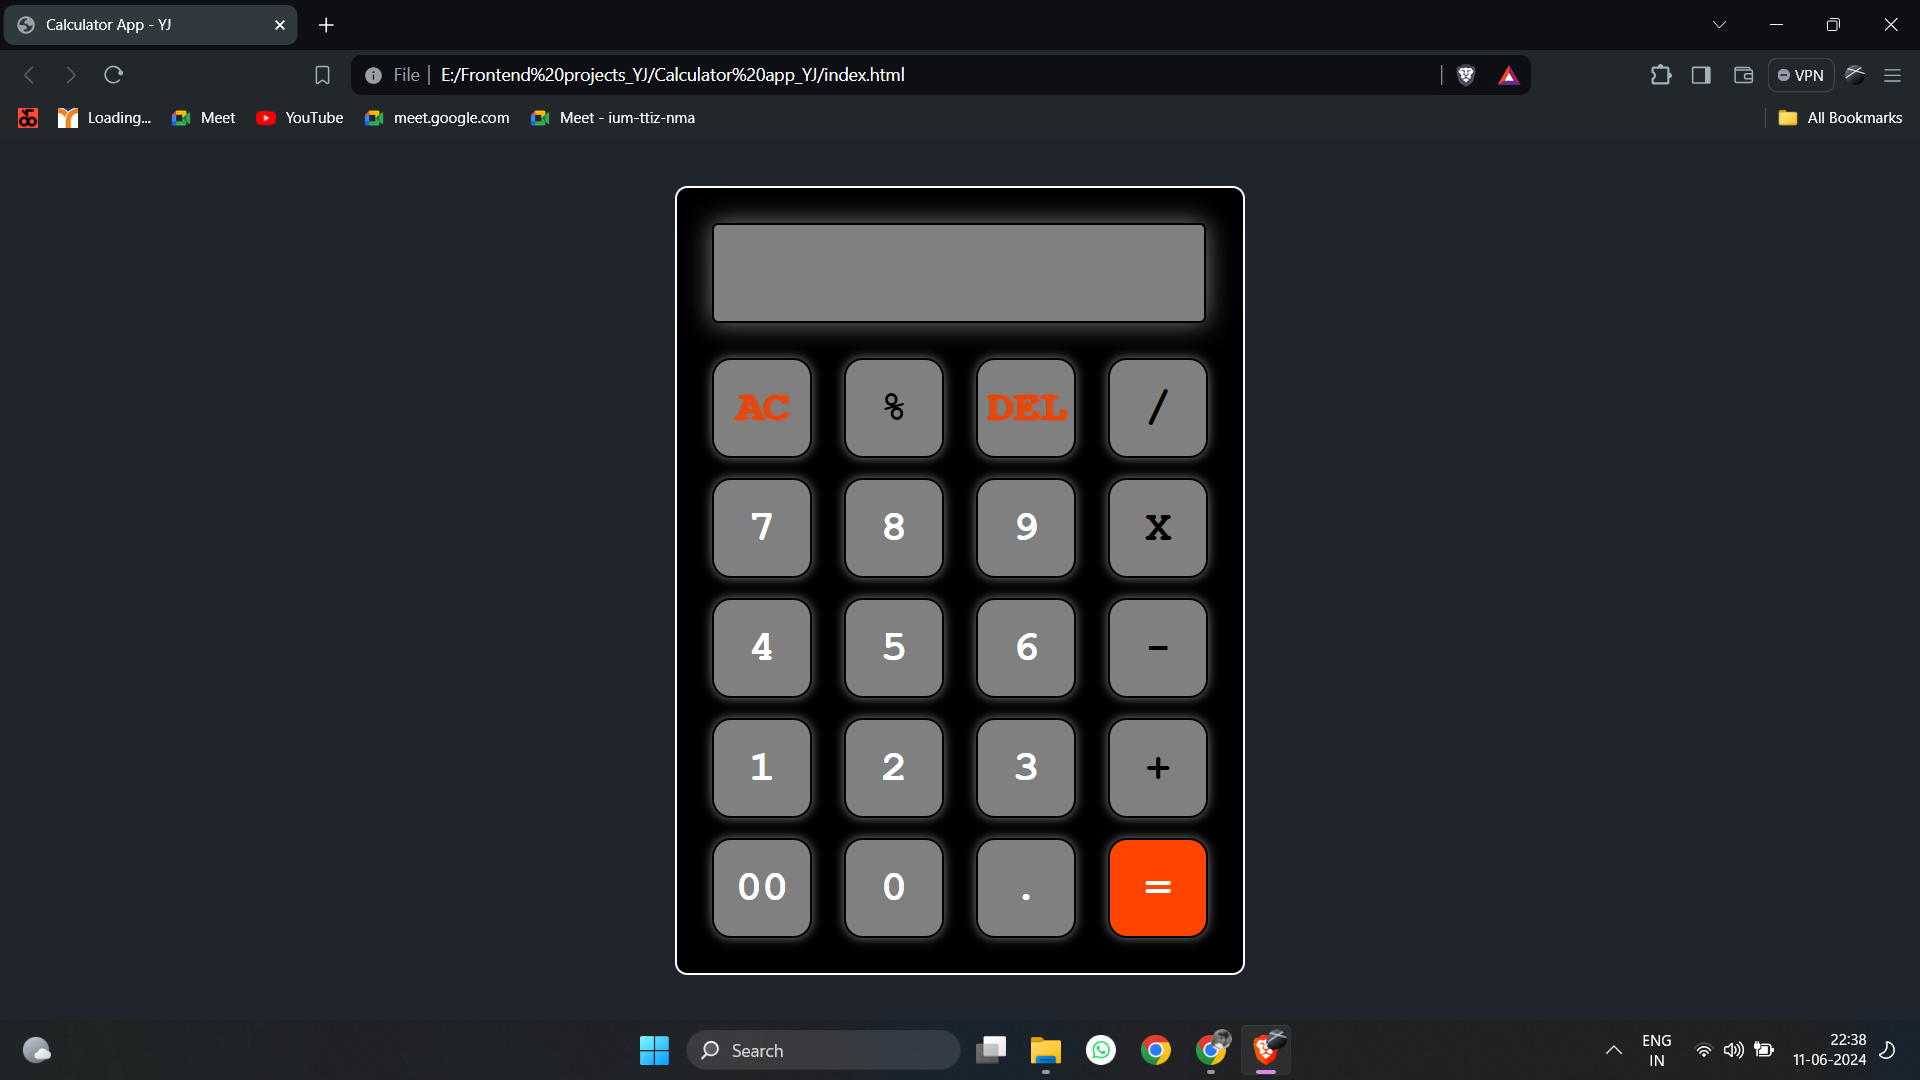 Calculator App - YJ
File E:/Frontend%20projects_YJ/Calculator%20app_YJ/index.html
VPN
Loading... Meet YouTube meet.google.com Meet - ium-ttiz-nma All Bookmarks
AC % DEL /
7 8 9 x
4 5 6 -
1 2 3 +
00 0 . =
Search
ENG
IN
22:38
11-06-2024